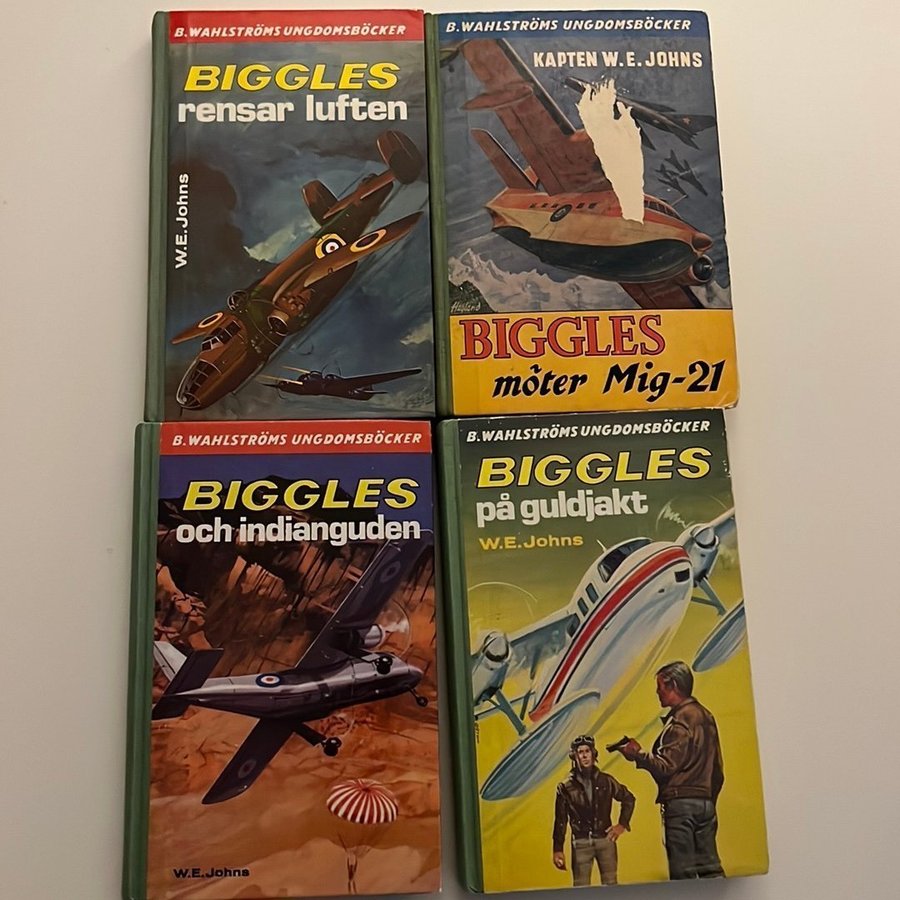 B.WAHLSTRÖMS UNGDOMSBÖCKER
BIGGLES
rensar luften
W.E.Johns
B.WAHLSTRÖMS UNGDOMSBÖCKER
KAPTEN W.E.JOHNS
Haglund
BIGGLES
möter Mig-21
B.WAHLSTRÖMS UNGDOMSBÖCKER
BIGGLES
och indianguden
W.E.Johns
B.WAHLSTRÖMS UNGDOMSBÖCKER
BIGGLES
på guldjakt
W.E.Johns